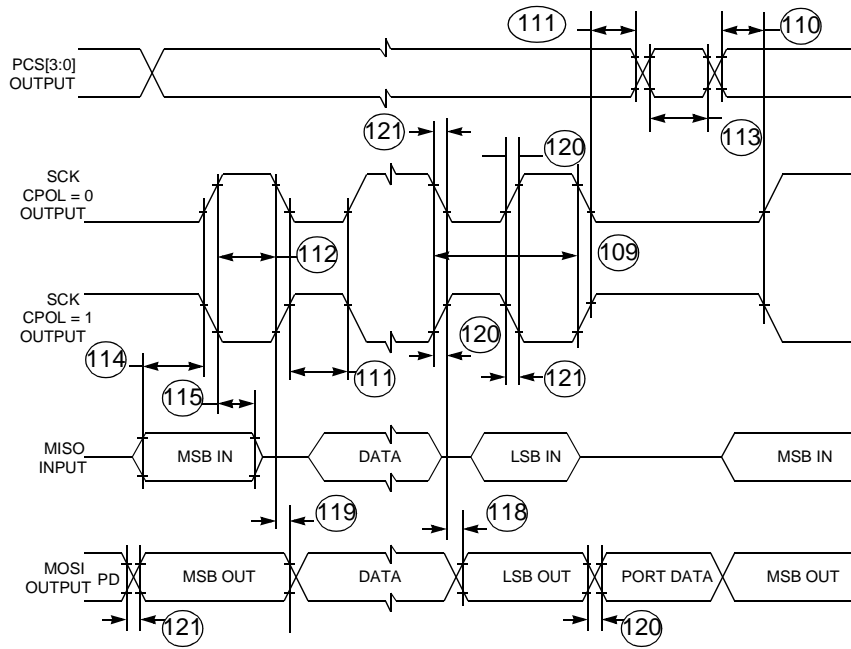 111
110
PCS[3:0]
OUTPUT
113
121
120
SCK
CPOL = 0
OUTPUT
112
109
SCK
CPOL = 1
OUTPUT
120
114
111
121
115
MISO
INPUT
MSB IN
DATA
LSB IN
MSB IN
119
118
MOSI
OUTPUT
PD
MSB OUT
DATA
LSB OUT
PORT DATA
MSB OUT
121
120